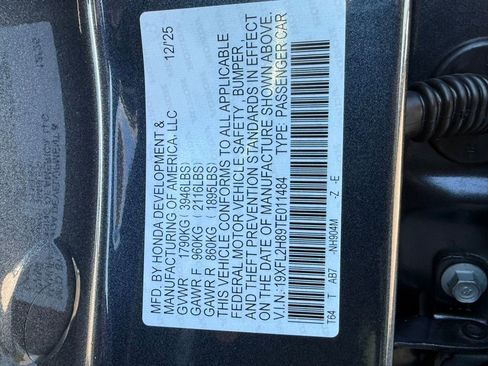 MFD. BY HONDA DEVELOPMENT & 12/25
MANUFACTURING OF AMERICA, LLC
GVWR 1790KG ( 3946LBS)
GAWR F 960KG ( 2116LBS)
GAWR R 860KG ( 1895LBS)
THIS VEHICLE CONFORMS TO ALL APPLICABLE
FEDERAL MOTOR VEHICLE SAFETY, BUMPER
AND THEFT PREVENTION STANDARDS IN EFFECT
ON THE DATE OF MANUFACTURE SHOWN ABOVE.
V.I.N. : 19XFL2H89TE011484 TYPE: PASSENGER CAR
T64 T AB7 -NH904M -Z -E